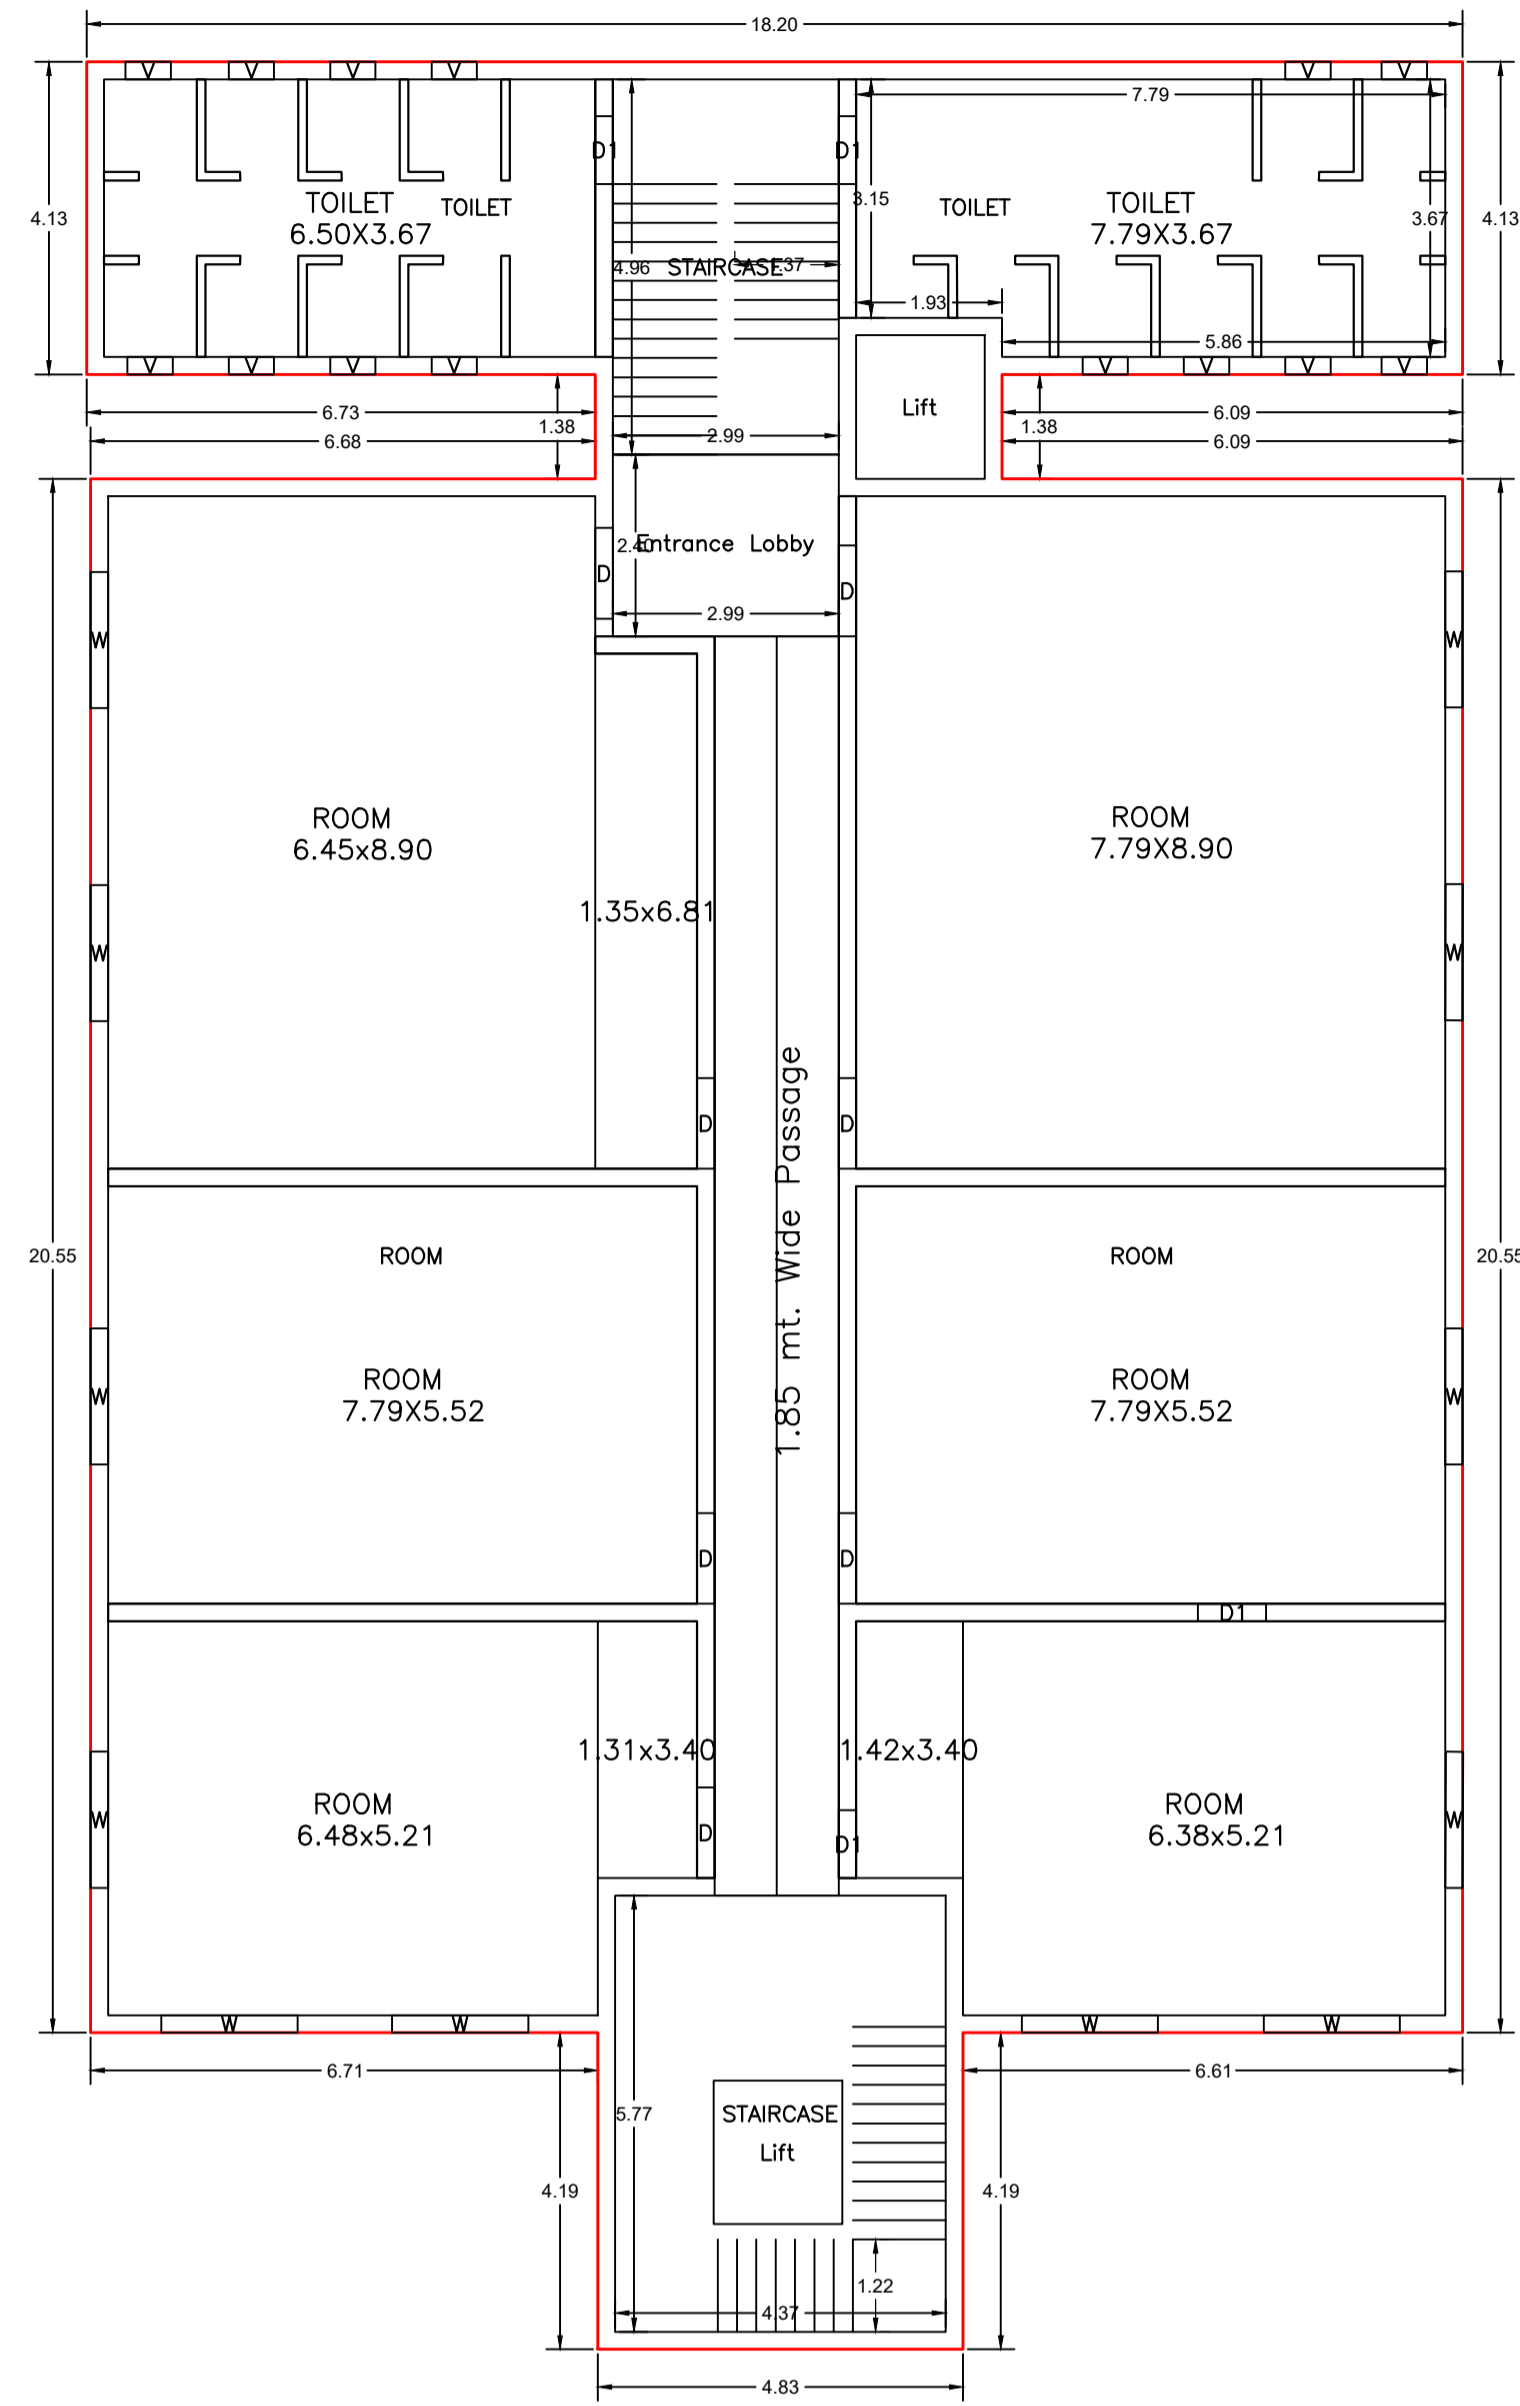 18.20
V V V V V V
7.79
D1 D1
4.13
TOILET
6.50X3.67
TOILET
3.15
TOILET
TOILET
7.79X3.67
3.67
4.13
4.96
STAIRCASE
1.93
5.86
V V V V V V V V
Lift
6.73
1.38
2.99
6.09
1.38
6.68
6.09
2.40
Entrance Lobby
D
D
2.99
W
W
ROOM
6.45x8.90
ROOM
7.79X8.90
1.35x6.81
W
W
D
D
1.85 mt. Wide Passage
20.55
ROOM
ROOM
20.55
ROOM
7.79X5.52
ROOM
7.79X5.52
W
W
D
D
D1
1.31x3.40
1.42x3.40
ROOM
6.48x5.21
ROOM
6.38x5.21
W
W
D
D1
W W W W
6.71
6.61
5.77
STAIRCASE
Lift
4.19
4.19
1.22
4.37
4.83